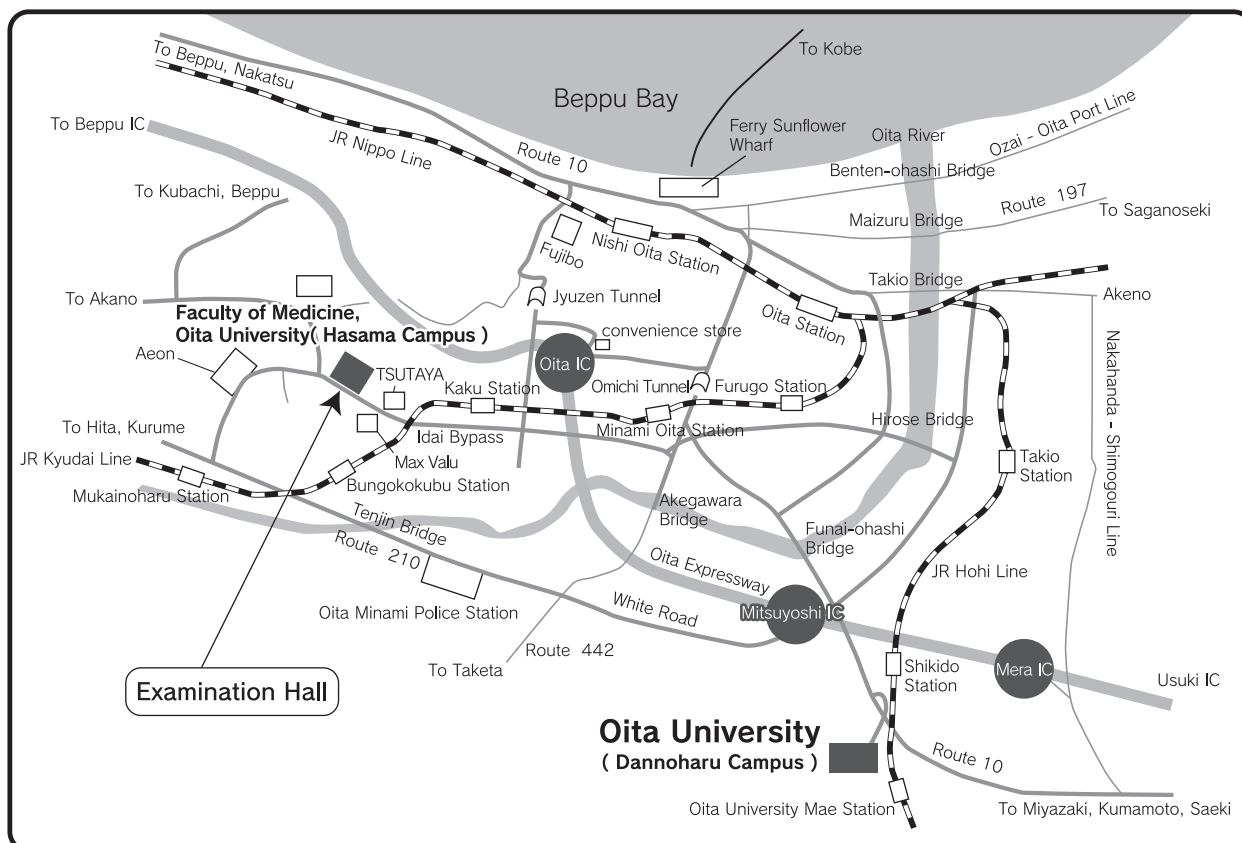 To Kobe
To Beppu, Nakatsu
Beppu Bay
To Beppu IC
JR Nippo Line
Route 10
Ferry Sunflower
Wharf
Oita River
Ozai - Oita Port Line
Benten-ohashi Bridge
To Kubachi, Beppu
Maizuru Bridge
Route 197
To Saganoseki
Fujibo
Nishi Oita Station
Takio Bridge
To Akano
Jyuzen Tunnel
Akeno
Faculty of Medicine,
Oita University( Hasama Campus )
Oita Station
convenience store
Aeon
Oita IC
TSUTAYA
Kaku Station
Omichi Tunnel
Furugo Station
Nakahanda - Shimogouri Line
To Hita, Kurume
Idai Bypass
Minami Oita Station
Hirose Bridge
JR Kyudai Line
Max Valu
Bungokokubu Station
Takio
Station
Mukainoharu Station
Tenjin Bridge
Akegawara
Bridge
Funai-ohashi
Bridge
Route 210
Oita Expressway
JR Hohi Line
Oita Minami Police Station
White Road
Mitsuyoshi IC
To Taketa
Route 442
Shikido
Station
Mera IC
Usuki IC
Examination Hall
Oita University
( Dannoharu Campus )
Route 10
Oita University Mae Station
To Miyazaki, Kumamoto, Saeki